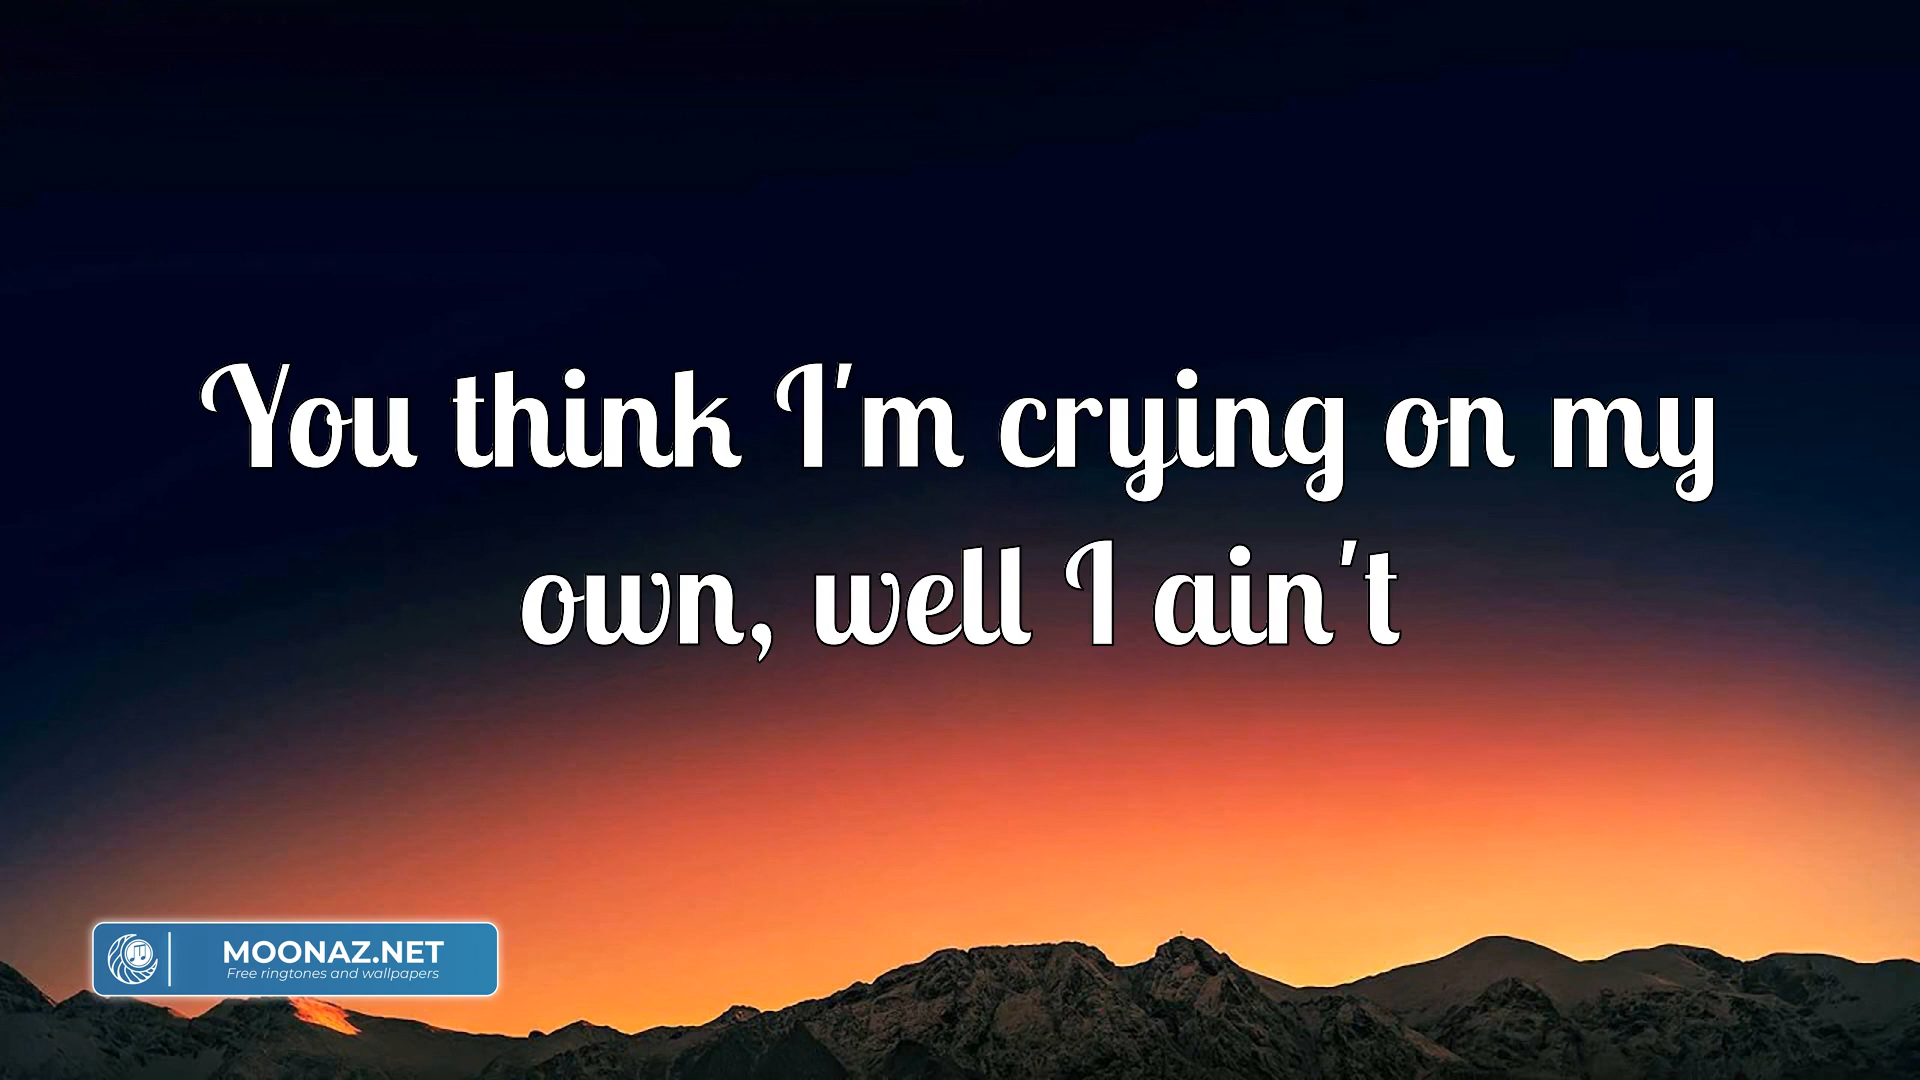 You think I'm crying on my
own, well I ain't
MOONAZ.NET
Free ringtones and wallpapers